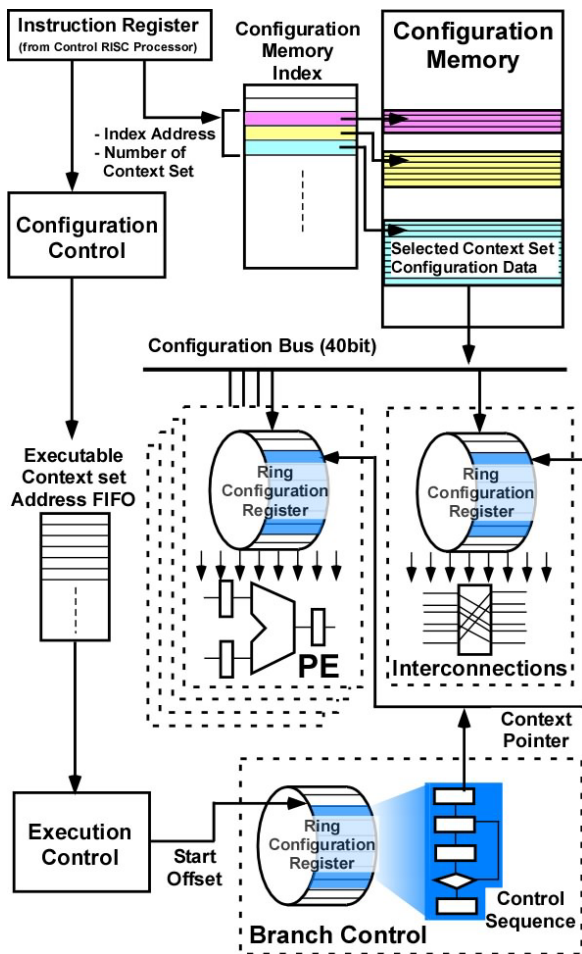 Instruction Register
(from Control RISC Processor)
Configuration
Memory
Index
Configuration
Memory
- Index Address
- Number of
Context Set
Configuration
Control
Selected Context Set
Configuration Data
Configuration Bus (40bit)
Executable
Context set
Address FIFO
Ring
Configuration
Register
Ring
Configuration
Register
PE
Interconnections
Context
Pointer
Execution
Control
Start
Offset
Ring
Configuration
Register
Control
Sequence
Branch Control